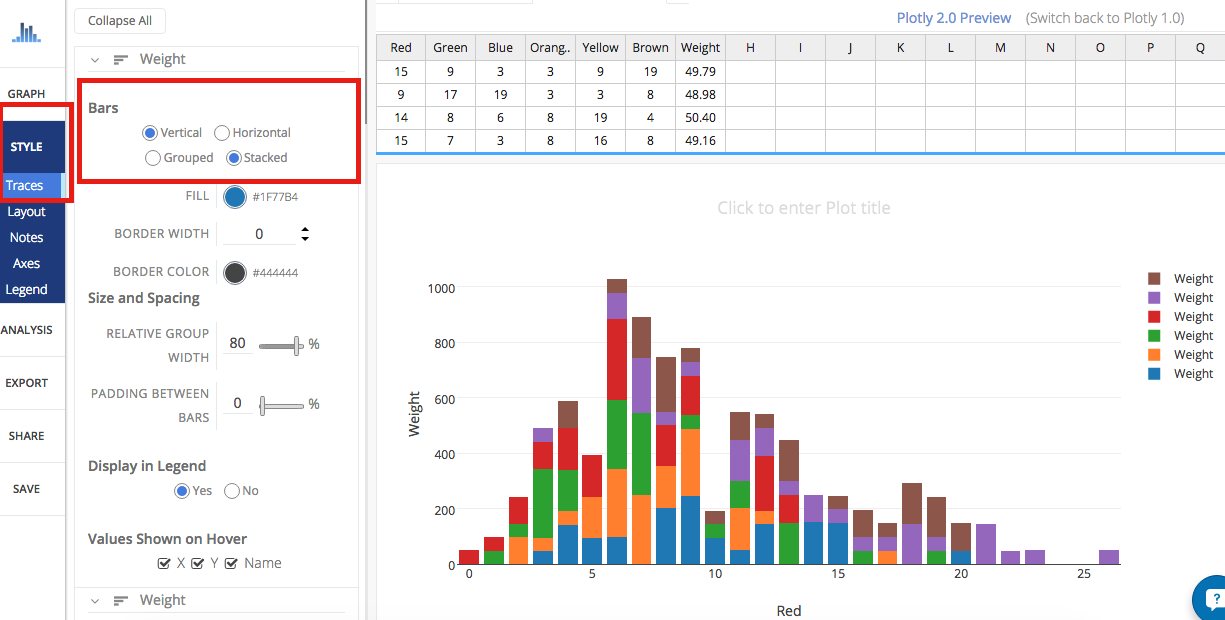 Collapse All
Weight
Bars
Vertical Horizontal
Grouped Stacked
FILL #1F77B4
BORDER WIDTH 0
BORDER COLOR #444444
Size and Spacing
RELATIVE GROUP WIDTH 80 %
PADDING BETWEEN BARS 0 %
Display in Legend
Yes No
Values Shown on Hover
X Y Name
Weight
GRAPH
STYLE
Traces
Layout
Notes
Axes
Legend
ANALYSIS
EXPORT
SHARE
SAVE
Plotly 2.0 Preview (Switch back to Plotly 1.0)
Red Green Blue Orang.. Yellow Brown Weight H I J K L M N O P Q
15 9 3 3 9 19 49.79
9 17 19 3 3 8 48.98
14 8 6 8 19 4 50.40
15 7 3 8 16 8 49.16
Click to enter Plot title
1000
800
600
400
200
0
Weight
0 5 10 15 20 25
Red
Weight
Weight
Weight
Weight
Weight
Weight
?